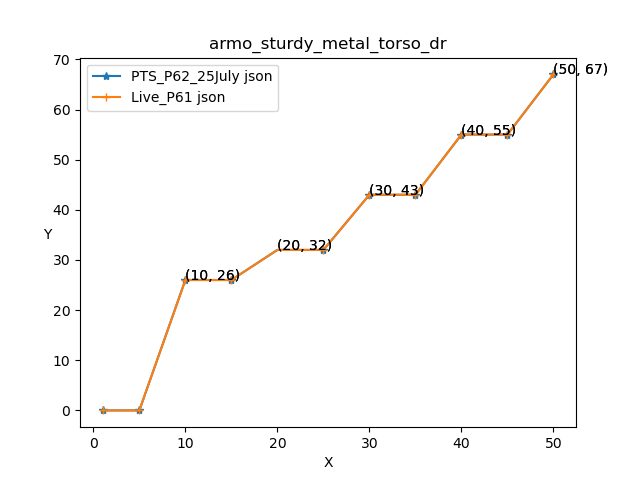 armo_sturdy_metal_torso_dr
PTS_P62_25July json
Live_P61 json
(50, 67)
(40, 55)
(30, 43)
(20, 32)
(10, 26)
Y
70
60
50
40
30
20
10
0
0 10 20 30 40 50
X